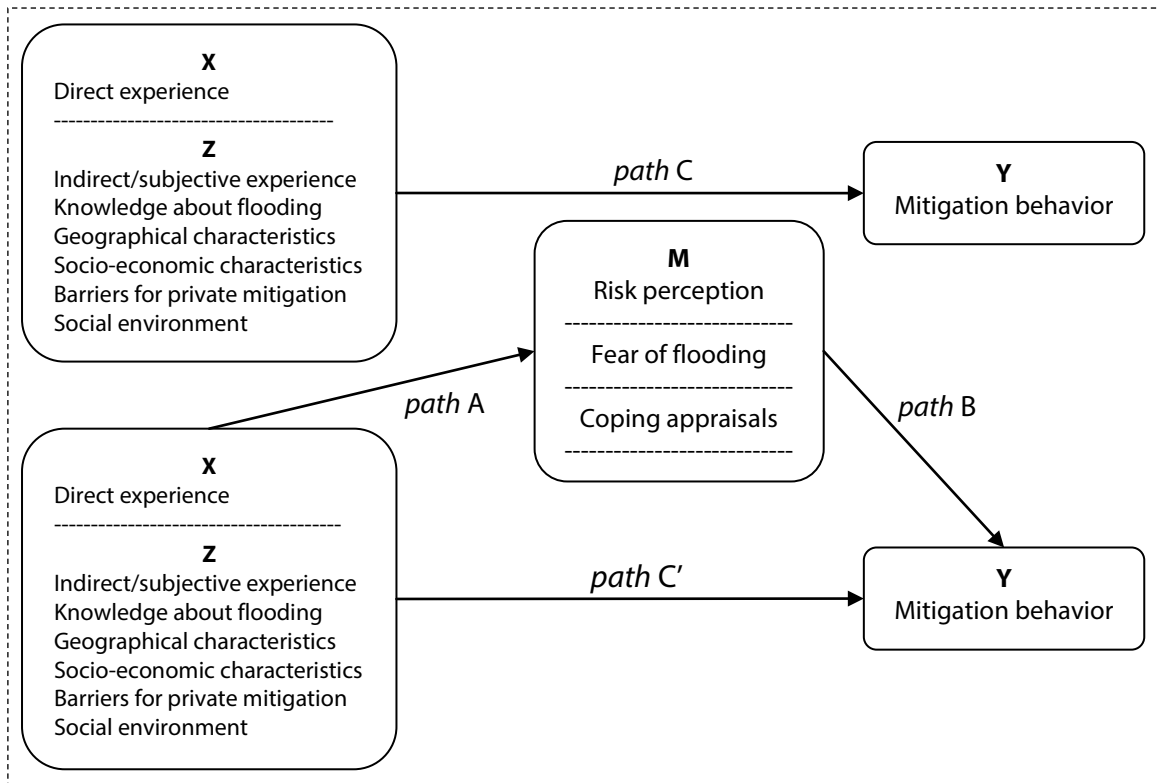 X
Direct experience
--------------------------------------
Z
Indirect/subjective experience
Knowledge about flooding
Geographical characteristics
Socio-economic characteristics
Barriers for private mitigation
Social environment
path C
Y
Mitigation behavior
M
Risk perception
----------------------------
Fear of flooding
----------------------------
Coping appraisals
----------------------------
path A
path B
X
Direct experience
---------------------------------------
Z
Indirect/subjective experience
Knowledge about flooding
Geographical characteristics
Socio-economic characteristics
Barriers for private mitigation
Social environment
path C’
Y
Mitigation behavior